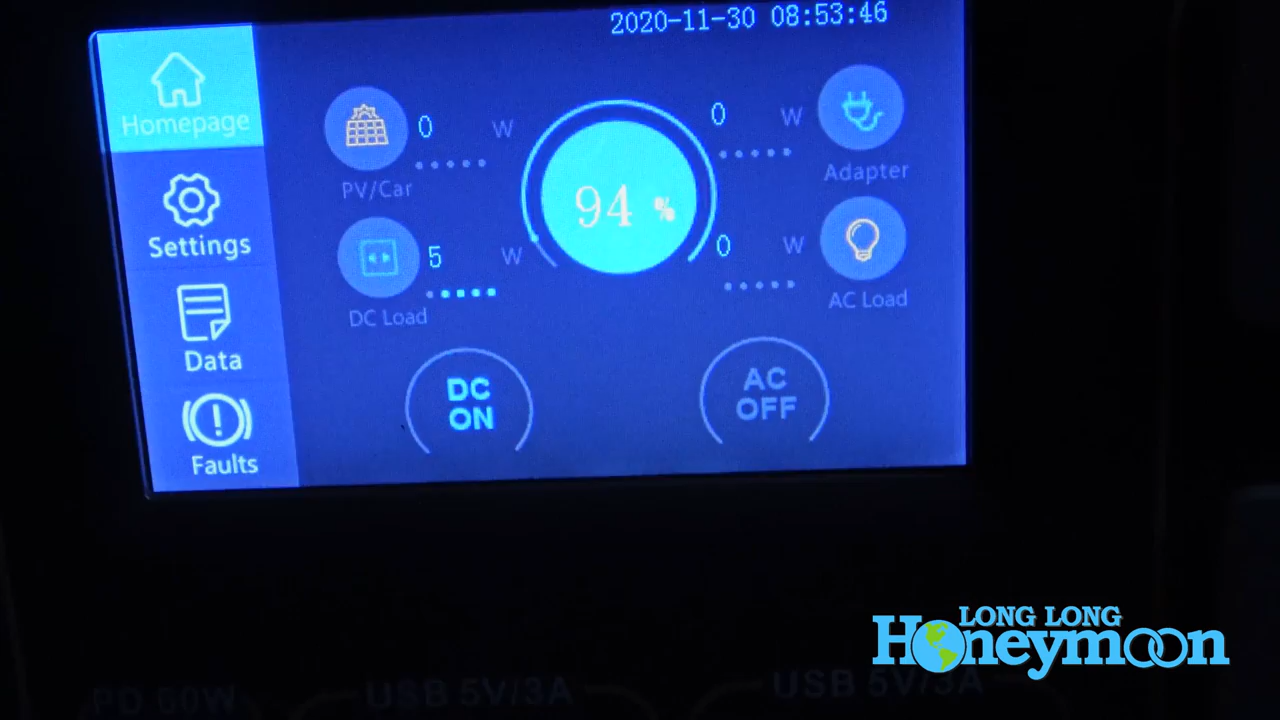 2020-11-30 08:53:46
Homepage
0 W
PV/Car
0 W
Adapter
94 %
Settings
5 W
DC Load
0 W
AC Load
Data
DC
ON
AC
OFF
Faults
LONG LONG
Honeymoon
PD 60W
USB 5V/3A
USB 5V/3A